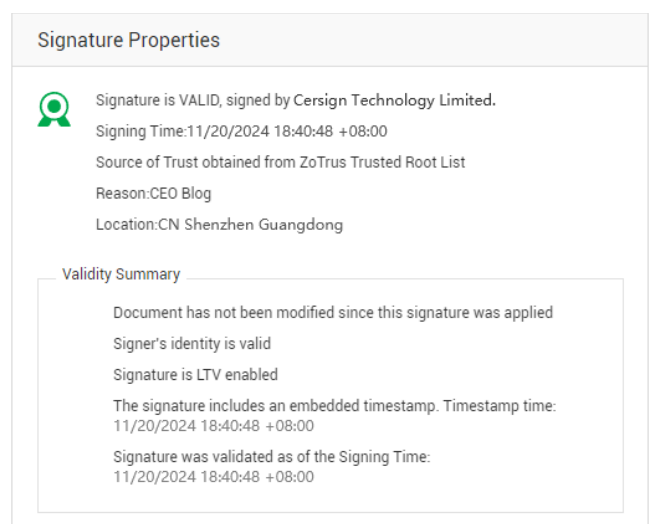 Signature Properties
Signature is VALID, signed by Cersign Technology Limited.
Signing Time:11/20/2024 18:40:48 +08:00
Source of Trust obtained from ZoTrus Trusted Root List
Reason:CEO Blog
Location:CN Shenzhen Guangdong
Validity Summary
Document has not been modified since this signature was applied
Signer's identity is valid
Signature is LTV enabled
The signature includes an embedded timestamp. Timestamp time:
11/20/2024 18:40:48 +08:00
Signature was validated as of the Signing Time:
11/20/2024 18:40:48 +08:00